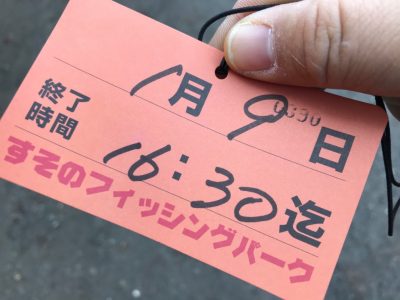 1月9日
0630
終了
時間
16:30迄
すそのフィッシングパーク